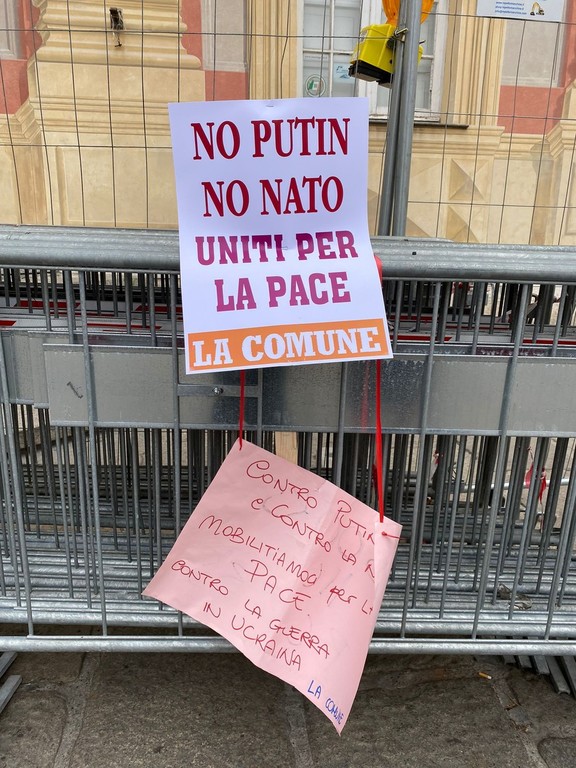 NO PUTIN
NO NATO
UNITI PER
LA PACE
LA COMUNE
CONTRO PUTIN
E CONTRO LA
MOBILITIAMOCI PER LA
PACE
CONTRO LA GUERRA
IN UCRAINA
LA COMUNE